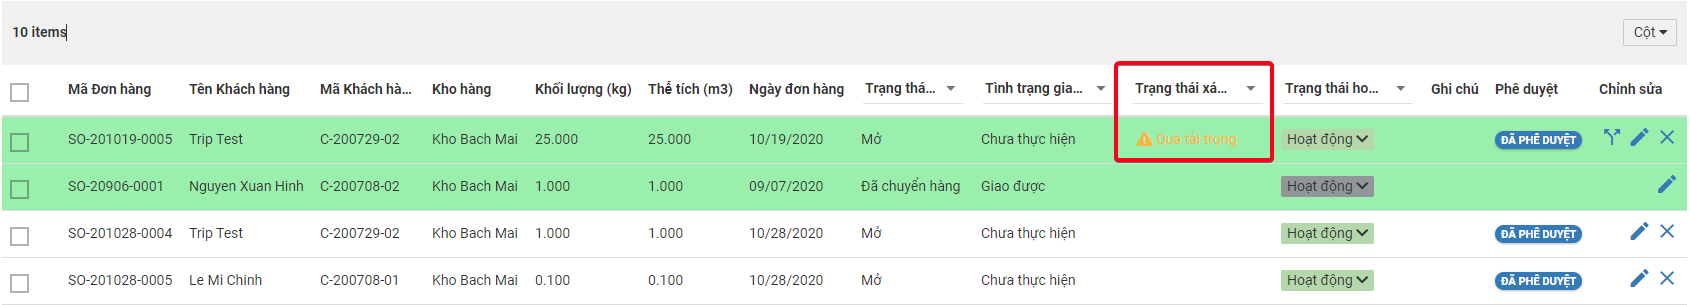 10 items
Cột
Mã Đơn hàng Tên Khách hàng Mã Khách hà... Kho hàng Khối lượng (kg) Thể tích (m3) Ngày đơn hàng Trạng thá... Tình trạng gia... Trạng thái xá... Trạng thái ho... Ghi chú Phê duyệt Chỉnh sửa
SO-201019-0005 Trip Test C-200729-02 Kho Bach Mai 25.000 25.000 10/19/2020 Mở Chưa thực hiện Quá tải trọng Hoạt động ĐÃ PHÊ DUYỆT
SO-20906-0001 Nguyen Xuan Hinh C-200708-02 Kho Bach Mai 1.000 1.000 09/07/2020 Đã chuyển hàng Giao được Hoạt động
SO-201028-0004 Trip Test C-200729-02 Kho Bach Mai 1.000 1.000 10/28/2020 Mở Chưa thực hiện Hoạt động ĐÃ PHÊ DUYỆT
SO-201028-0005 Le Mi Chinh C-200708-01 Kho Bach Mai 0.100 0.100 10/28/2020 Mở Chưa thực hiện Hoạt động ĐÃ PHÊ DUYỆT